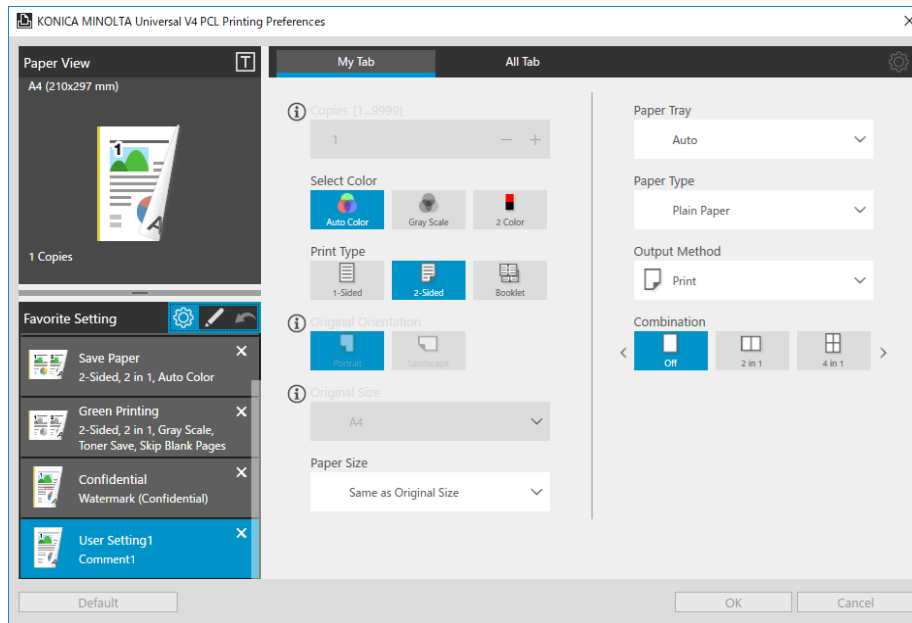 KONICA MINOLTA Universal V4 PCL Printing Preferences
Paper View
T
A4 (210x297 mm)
1
A
1 Copies
Favorite Setting
Save Paper
2-Sided, 2 in 1, Auto Color
Green Printing
2-Sided, 2 in 1, Gray Scale,
Toner Save, Skip Blank Pages
Confidential
Watermark (Confidential)
User Setting1
Comment1
My Tab
All Tab
Copies [1...9999]
1
Select Color
Auto Color
Gray Scale
2 Color
Print Type
1-Sided
2-Sided
Booklet
Original Orientation
Portrait
Landscape
Original Size
A4
Paper Size
Same as Original Size
Paper Tray
Auto
Paper Type
Plain Paper
Output Method
Print
Combination
Off
2 in 1
4 in 1
Default
OK
Cancel